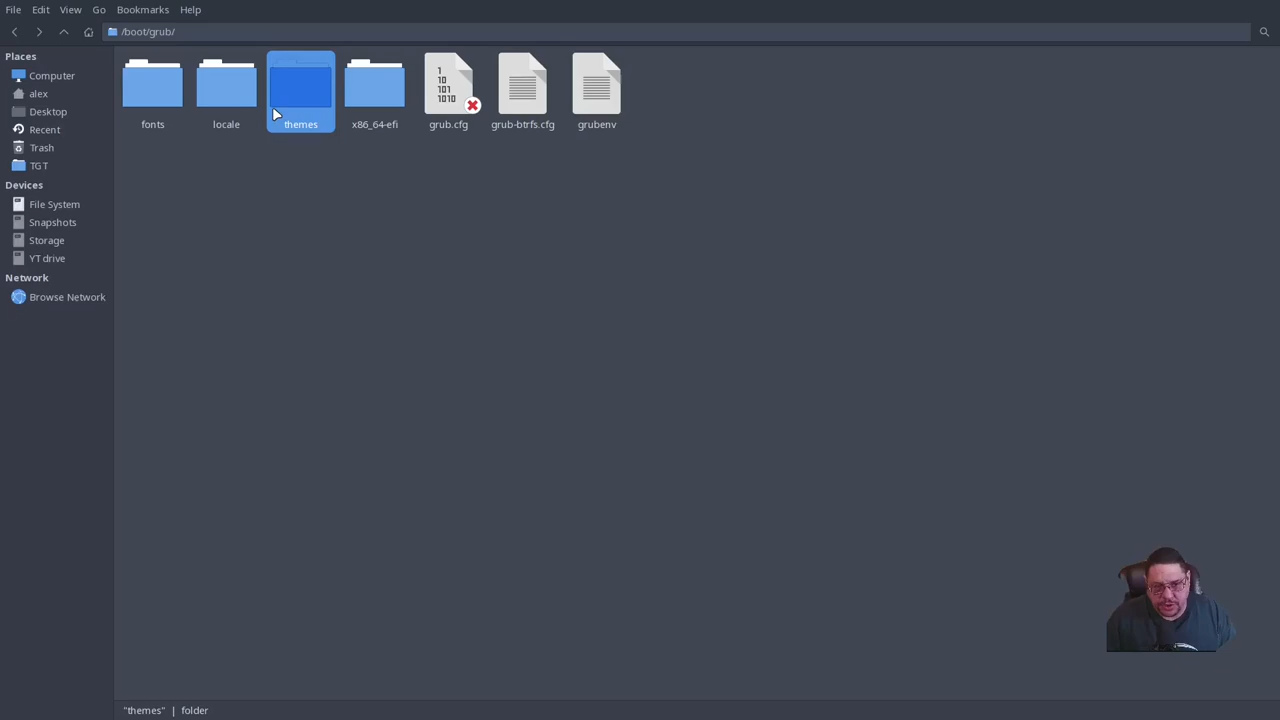 File Edit View Go Bookmarks Help
/boot/grub/
Places
Computer
alex
Desktop
Recent
Trash
TGT
Devices
File System
Snapshots
Storage
YT drive
Network
Browse Network
1
10
101
1010
fonts locale themes x86_64-efi grub.cfg grub-btrfs.cfg grubenv
"themes" | folder